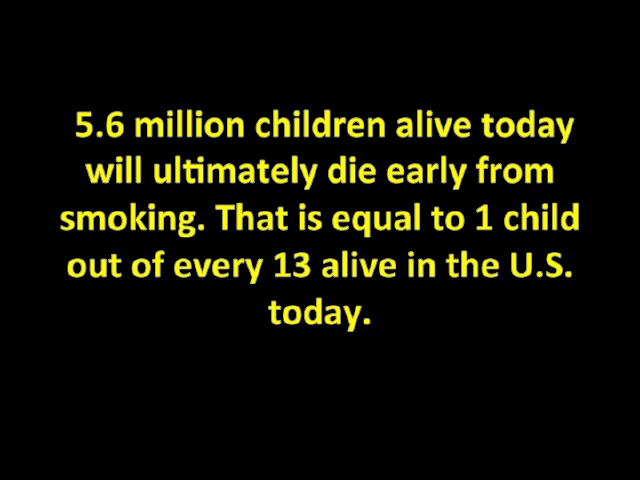 5.6 million children alive today
will ultimately die early from
smoking. That is equal to 1 child
out of every 13 alive in the U.S.
today.